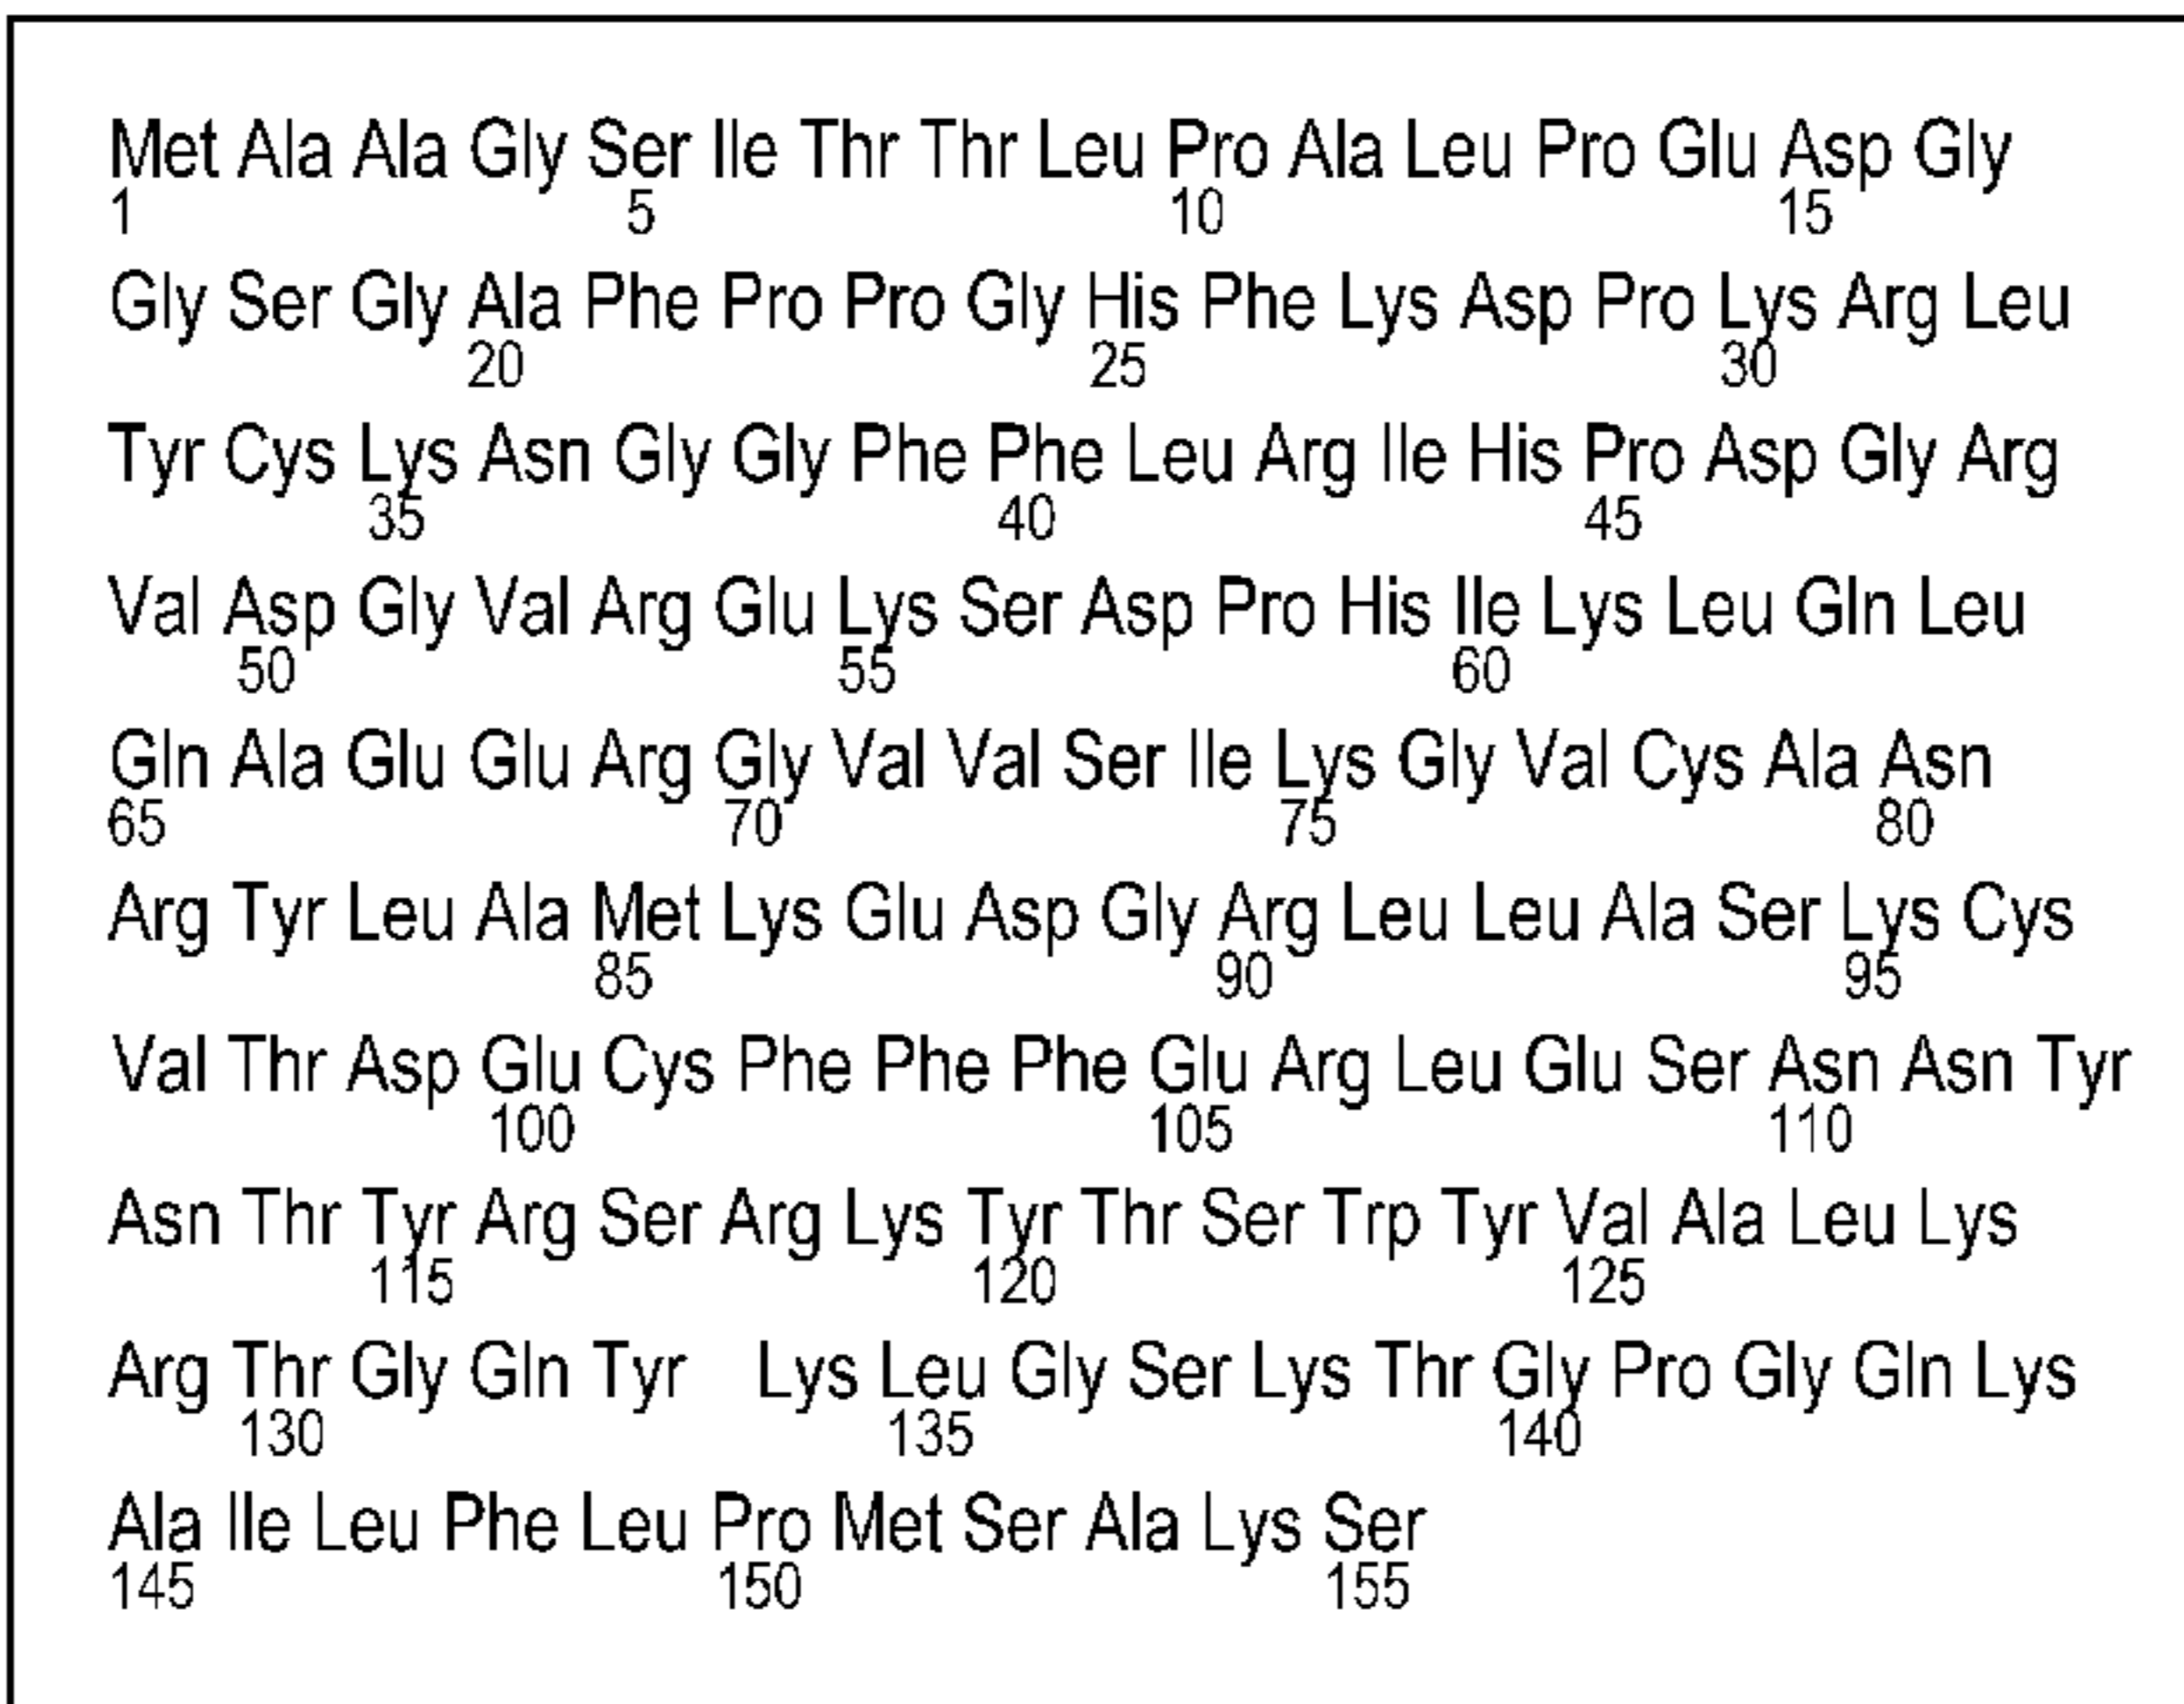 Met Ala Ala Gly Ser Ile Thr Thr Leu Pro Ala Leu Pro Glu Asp Gly
1 5 10 15
Gly Ser Gly Ala Phe Pro Pro Gly His Phe Lys Asp Pro Lys Arg Leu
20 25 30
Tyr Cys Lys Asn Gly Gly Phe Phe Leu Arg Ile His Pro Asp Gly Arg
35 40 45
Val Asp Gly Val Arg Glu Lys Ser Asp Pro His Ile Lys Leu Gln Leu
50 55 60
Gln Ala Glu Glu Arg Gly Val Val Ser Ile Lys Gly Val Cys Ala Asn
65 70 75 80
Arg Tyr Leu Ala Met Lys Glu Asp Gly Arg Leu Leu Ala Ser Lys Cys
85 90 95
Val Thr Asp Glu Cys Phe Phe Phe Glu Arg Leu Glu Ser Asn Asn Tyr
100 105 110
Asn Thr Tyr Arg Ser Arg Lys Tyr Thr Ser Trp Tyr Val Ala Leu Lys
115 120 125
Arg Thr Gly Gln Tyr Lys Leu Gly Ser Lys Thr Gly Pro Gly Gln Lys
130 135 140
Ala Ile Leu Phe Leu Pro Met Ser Ala Lys Ser
145 150 155